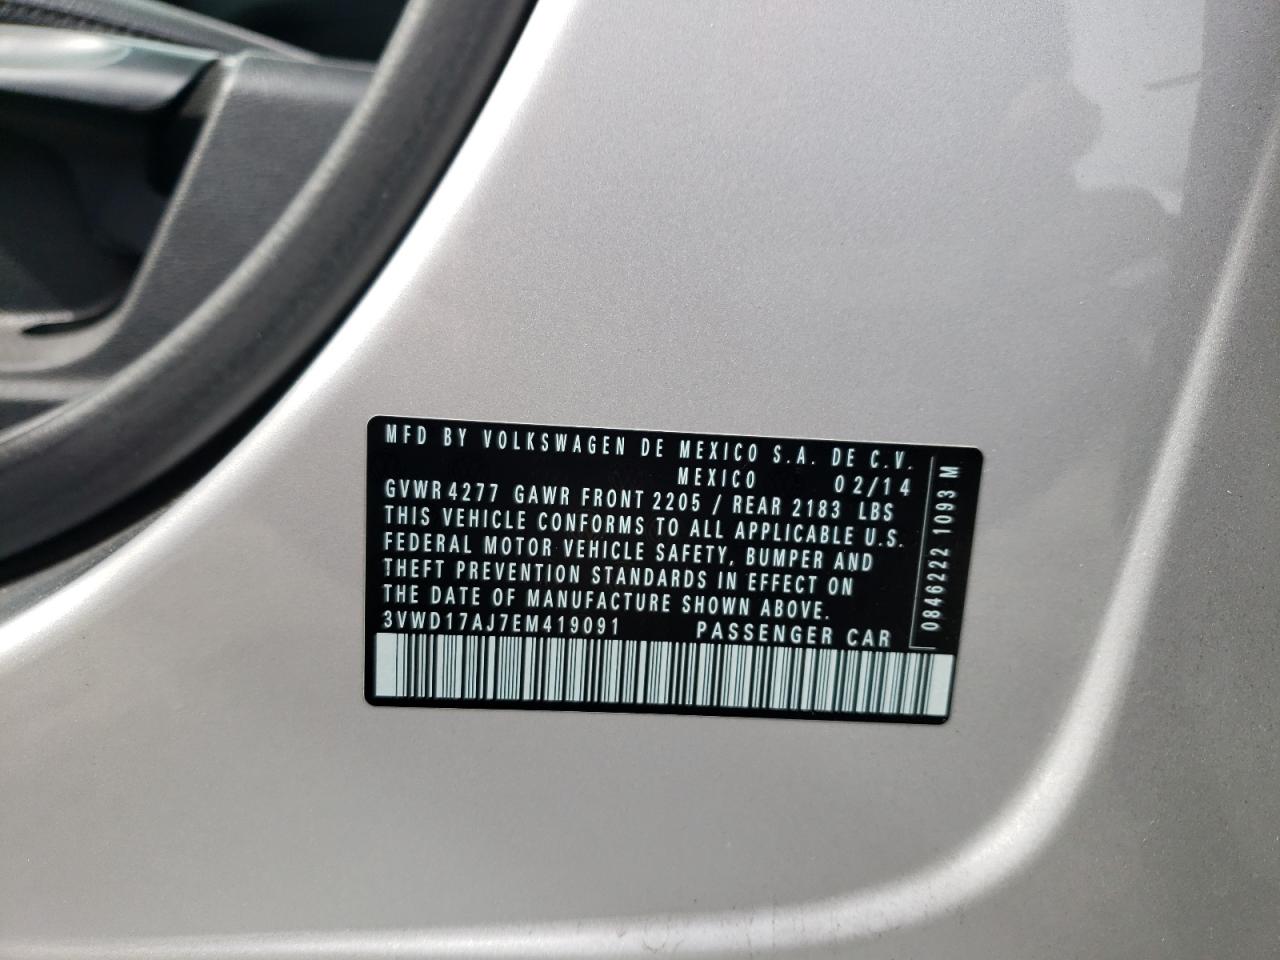 MFD BY VOLKSWAGEN DE MEXICO S.A. DE C.V.
MEXICO 02/14
GVWR 4277 GAWR FRONT 2205 / REAR 2183 LBS
THIS VEHICLE CONFORMS TO ALL APPLICABLE U.S.
FEDERAL MOTOR VEHICLE SAFETY, BUMPER AND
THEFT PREVENTION STANDARDS IN EFFECT ON
THE DATE OF MANUFACTURE SHOWN ABOVE.
3VWD17AJ7EM419091 PASSENGER CAR
0846222 1093 M